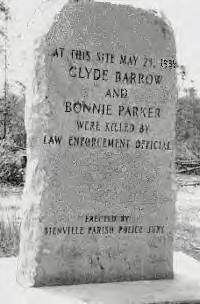 AT THIS SITE MAY 23, 1934
CLYDE BARROW
AND
BONNIE PARKER
WERE KILLED BY
LAW ENFORCEMENT OFFICIALS
ERECTED BY
BIENVILLE PARISH POLICE JURY